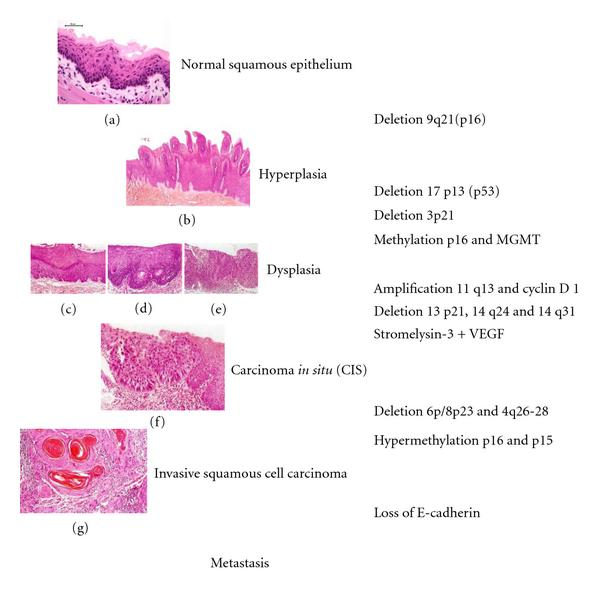 Normal squamous epithelium
(a)
Deletion 9q21(p16)
Hyperplasia
(b)
Deletion 17 p13 (p53)
Deletion 3p21
Methylation p16 and MGMT
Dysplasia
(c) (d) (e)
Amplification 11 q13 and cyclin D 1
Deletion 13 p21, 14 q24 and 14 q31
Stromelysin-3 + VEGF
Carcinoma in situ (CIS)
(f)
Deletion 6p/8p23 and 4q26-28
Hypermethylation p16 and p15
Invasive squamous cell carcinoma
(g)
Loss of E-cadherin
Metastasis